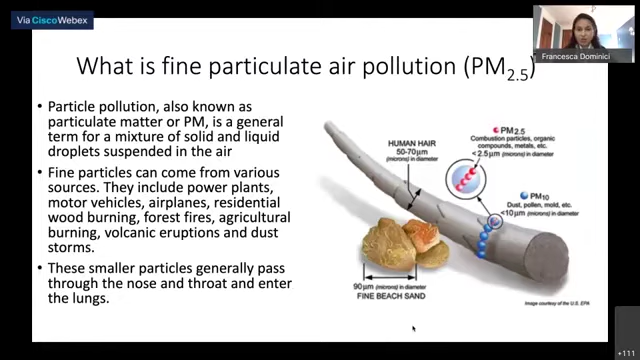 Via CiscoWebex
Francesca Dominici
What is fine particulate air pollution (PM2.5)
• Particle pollution, also known as
particulate matter or PM, is a general
term for a mixture of solid and liquid
droplets suspended in the air
• Fine particles can come from various
sources. They include power plants,
motor vehicles, airplanes, residential
wood burning, forest fires, agricultural
burning, volcanic eruptions and dust
storms.
• These smaller particles generally pass
through the nose and throat and enter
the lungs.
HUMAN HAIR
50-70µm
(microns) in diameter
PM2.5
Combustion particles, organic
compounds, metals, etc.
<2.5µm (microns) in diameter
PM10
Dust, pollen, mold, etc.
<10µm (microns) in diameter
90µm (microns) in diameter
FINE BEACH SAND
Image courtesy of the U.S. EPA
+111